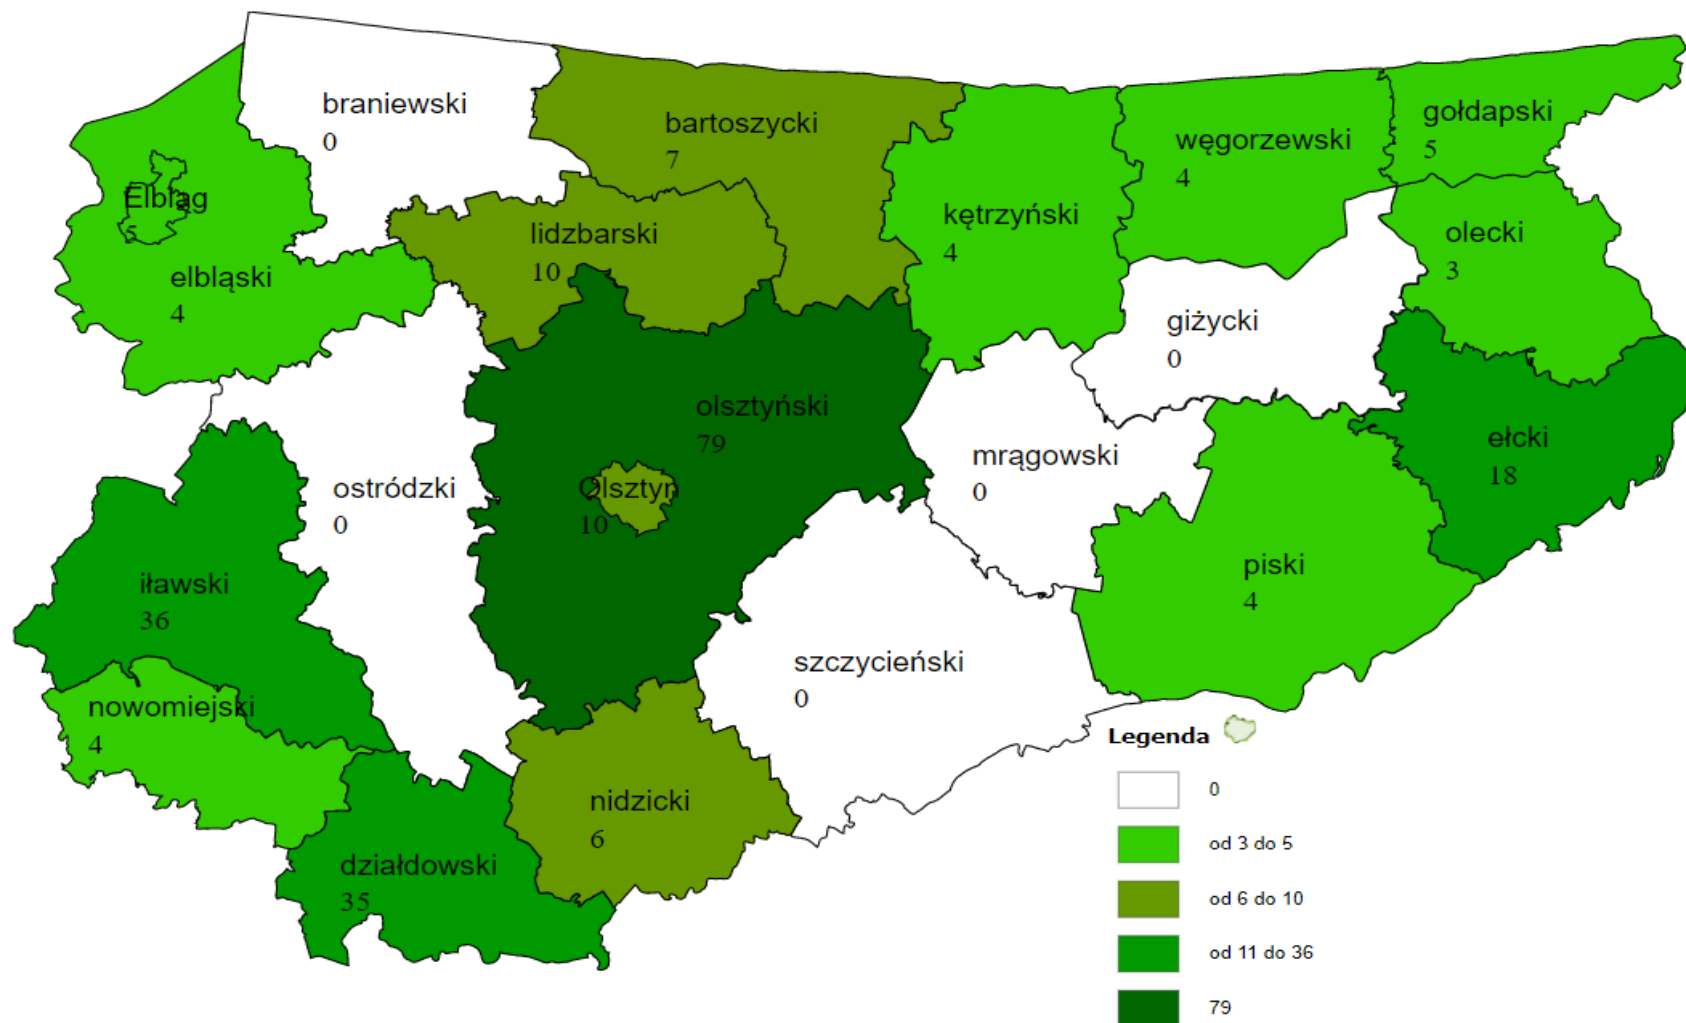 braniewski
0
bartoszycki
7
gołdapski
5
węgorzewski
4
Elbląg
5
kętrzyński
4
lidzbarski
10
olecki
3
elbląski
4
giżycki
0
olsztyński
79
ełcki
18
mrągowski
0
ostródzki
0
Olsztyn
10
iławski
36
piski
4
szczycieński
0
nowomiejski
4
nidzicki
6
działdowski
35
Legenda
0
od 3 do 5
od 6 do 10
od 11 do 36
79